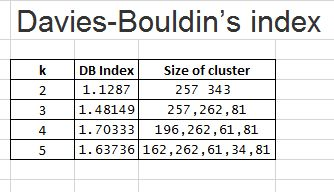 Davies-Bouldin's index
k DB Index Size of cluster
2 1.1287 257 343
3 1.48149 257,262,81
4 1.70333 196,262,61,81
5 1.63736 162,262,61,34,81